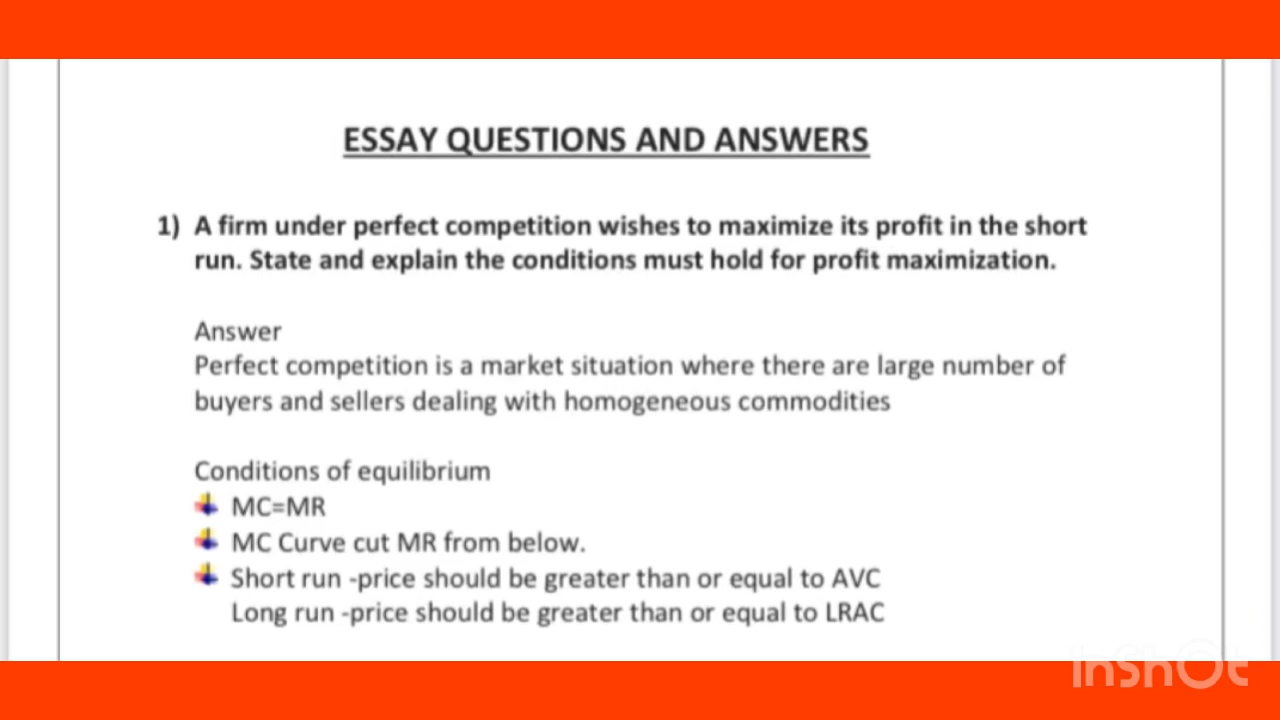 ESSAY QUESTIONS AND ANSWERS
1) A firm under perfect competition wishes to maximize its profit in the short
run. State and explain the conditions must hold for profit maximization.
Answer
Perfect competition is a market situation where there are large number of
buyers and sellers dealing with homogeneous commodities
Conditions of equilibrium
MC=MR
MC Curve cut MR from below.
Short run -price should be greater than or equal to AVC
Long run -price should be greater than or equal to LRAC
InShOt